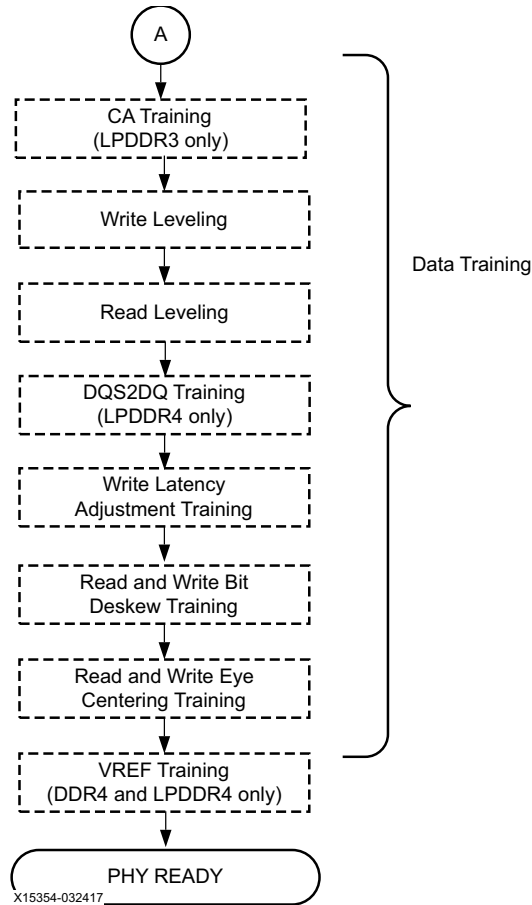 A
CA Training
(LPDDR3 only)
Write Leveling
Data Training
Read Leveling
DQS2DQ Training
(LPDDR4 only)
Write Latency
Adjustment Training
Read and Write Bit
Deskew Training
Read and Write Eye
Centering Training
VREF Training
(DDR4 and LPDDR4 only)
PHY READY
X15354-032417